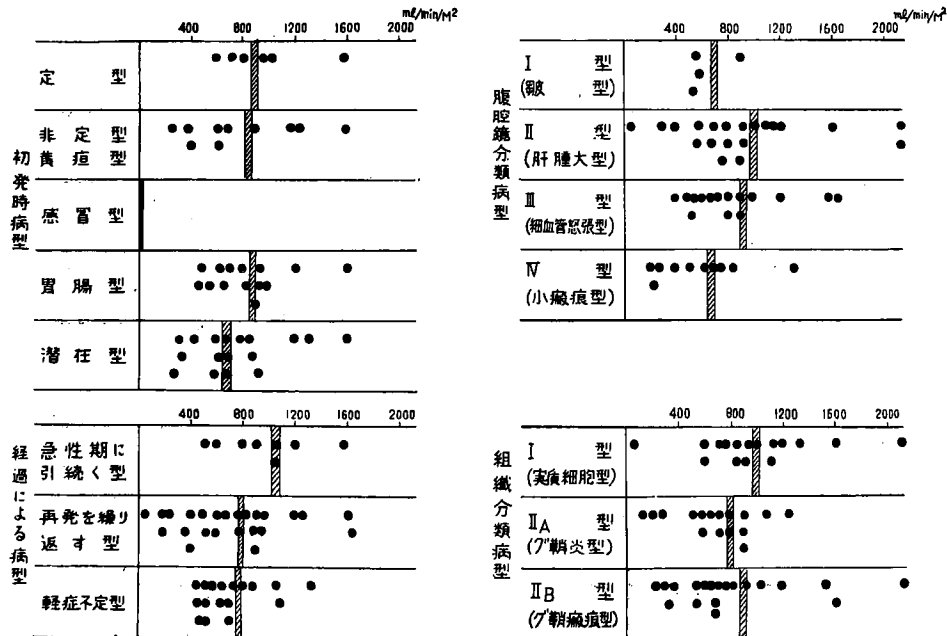 ml/min/M²
400 800 1200 1600 2000
初発時病型
定 型
非定型
黄疸型
感冒型
胃腸型
潜在型
400 800 1200 1600 2000
経過による病型
急性期に
引続く型
再発を繰り
返す型
軽症不定型
ml/min/M²
400 800 1200 1600 2000
腹腔鏡分類病型
Ⅰ 型
(皺 型)
Ⅱ 型
(肝腫大型)
Ⅲ 型
(細血管怒張型)
Ⅳ 型
(小瘢痕型)
400 800 1200 1600 2000
組織分類病型
Ⅰ 型
(実質細胞型)
ⅡA 型
(グ鞘炎型)
ⅡB 型
(グ鞘瘢痕型)